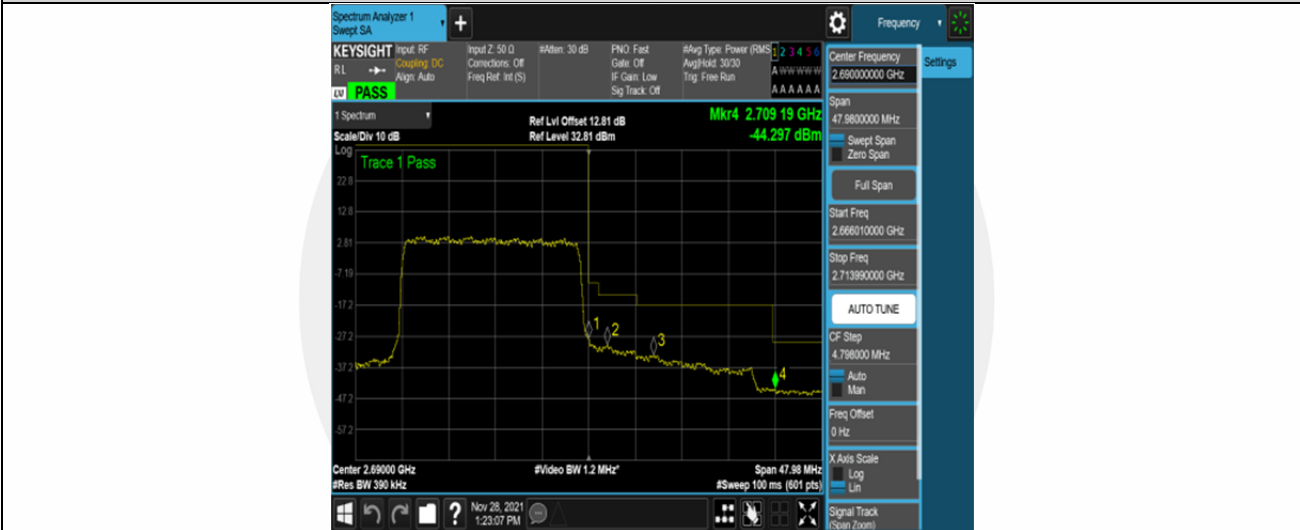 Spectrum Analyzer 1
Swept SA
+
Frequency
KEYSIGHT Input: RF
Coupling: DC
Align: Auto
RL
LXI PASS
Input Z: 50 Ω
Corrections: Off
Freq Ref: Int (S)
#Atten: 30 dB
PNO: Fast
Gate: Off
IF Gain: Low
Sig Track: Off
#Avg Type: Power (RMS
Avg|Hold: 30/30
Trig: Free Run
1 2 3 4 5 6
A W W W W W
A A A A A A
1 Spectrum
Scale/Div 10 dB
Ref Lvl Offset 12.81 dB
Ref Level 32.81 dBm
Mkr4 2.709 19 GHz
-44.297 dBm
Log
Trace 1 Pass
22.8
12.8
2.81
-7.19
-17.2
-27.2
-37.2
-47.2
-57.2
1
2
3
4
Center 2.69000 GHz
#Res BW 390 kHz
#Video BW 1.2 MHz*
Span 47.98 MHz
#Sweep 100 ms (601 pts)
Center Frequency
2.690000000 GHz
Settings
Span
47.9800000 MHz
Swept Span
Zero Span
Full Span
Start Freq
2.666010000 GHz
Stop Freq
2.713990000 GHz
AUTO TUNE
CF Step
4.798000 MHz
Auto
Man
Freq Offset
0 Hz
X Axis Scale
Log
Lin
Signal Track
(Span Zoom)
?
Nov 28, 2021
1:23:07 PM